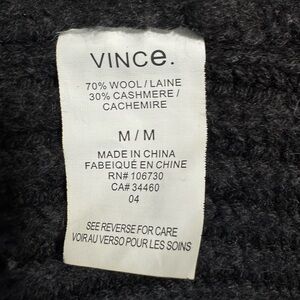 VINCe.
70% WOOL / LAINE
30% CASHMERE /
CACHEMIRE
M / M
MADE IN CHINA
FABEIQUÉ EN CHINE
RN# 106730
CA# 34460
04
SEE REVERSE FOR CARE
VOIR AU VERSO POUR LES SOINS